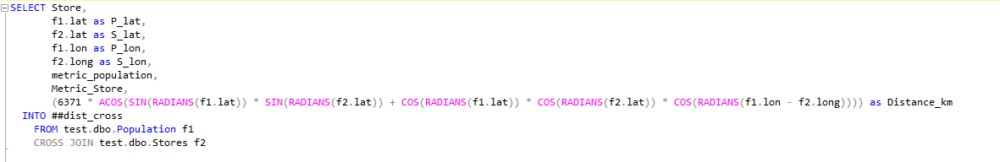 SELECT Store,
f1.lat as P_lat,
f2.lat as S_lat,
f1.lon as P_lon,
f2.long as S_lon,
metric_population,
Metric_Store,
(6371 * ACOS(SIN(RADIANS(f1.lat)) * SIN(RADIANS(f2.lat)) + COS(RADIANS(f1.lat)) * COS(RADIANS(f2.lat)) * COS(RADIANS(f1.lon - f2.long)))) as Distance_km
INTO ##dist_cross
FROM test.dbo.Population f1
CROSS JOIN test.dbo.Stores f2